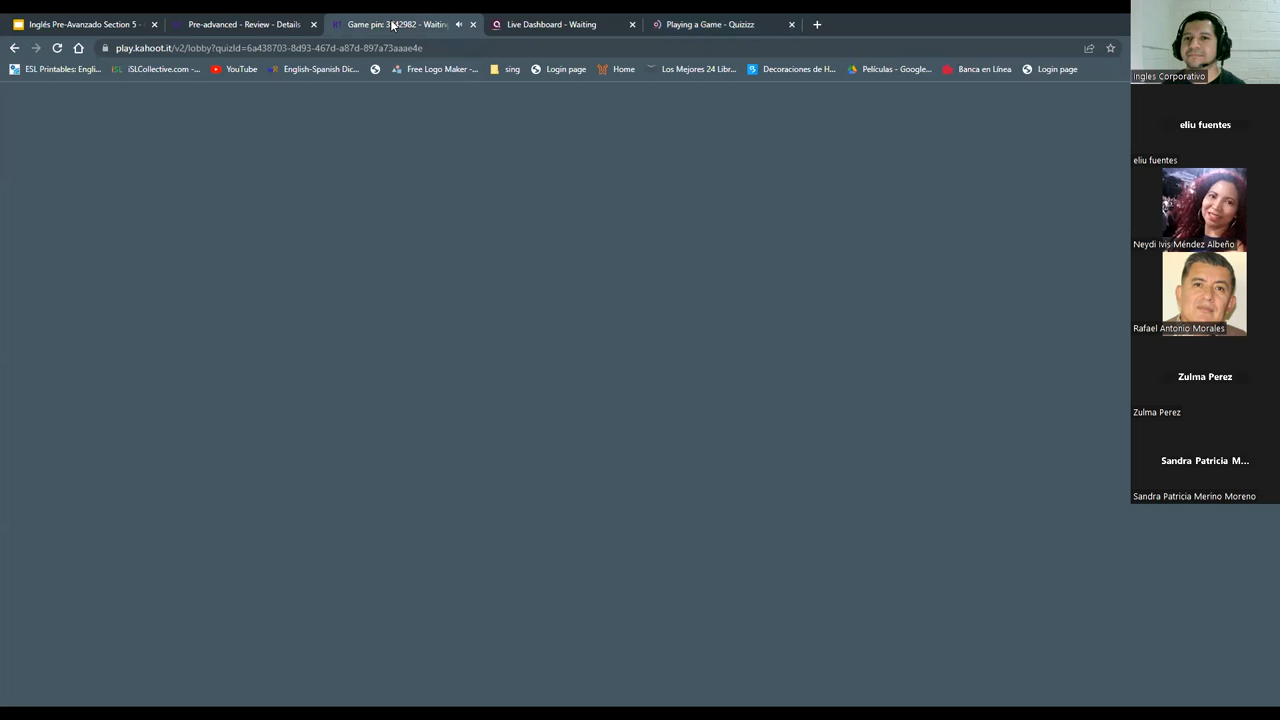 Inglés Pre-Avanzado Section 5 -
Pre-advanced - Review - Details
Game pin: 3 42982 - Waitin
Live Dashboard - Waiting
Playing a Game - Quizizz
play.kahoot.it/v2/lobby?quizId=6a438703-8d93-467d-a87d-897a73aaae4e
ESL Printables: Engli...
iSLCollective.com -...
YouTube
English-Spanish Dic...
Free Logo Maker -...
sing
Login page
Home
Los Mejores 24 Libr...
Decoraciones de H...
Películas - Google...
Banca en Línea
Login page
Ingles Corporativo
eliu fuentes
eliu fuentes
Neydi Ivis Méndez Albeño
Rafael Antonio Morales
Zulma Perez
Zulma Perez
Sandra Patricia M...
Sandra Patricia Merino Moreno